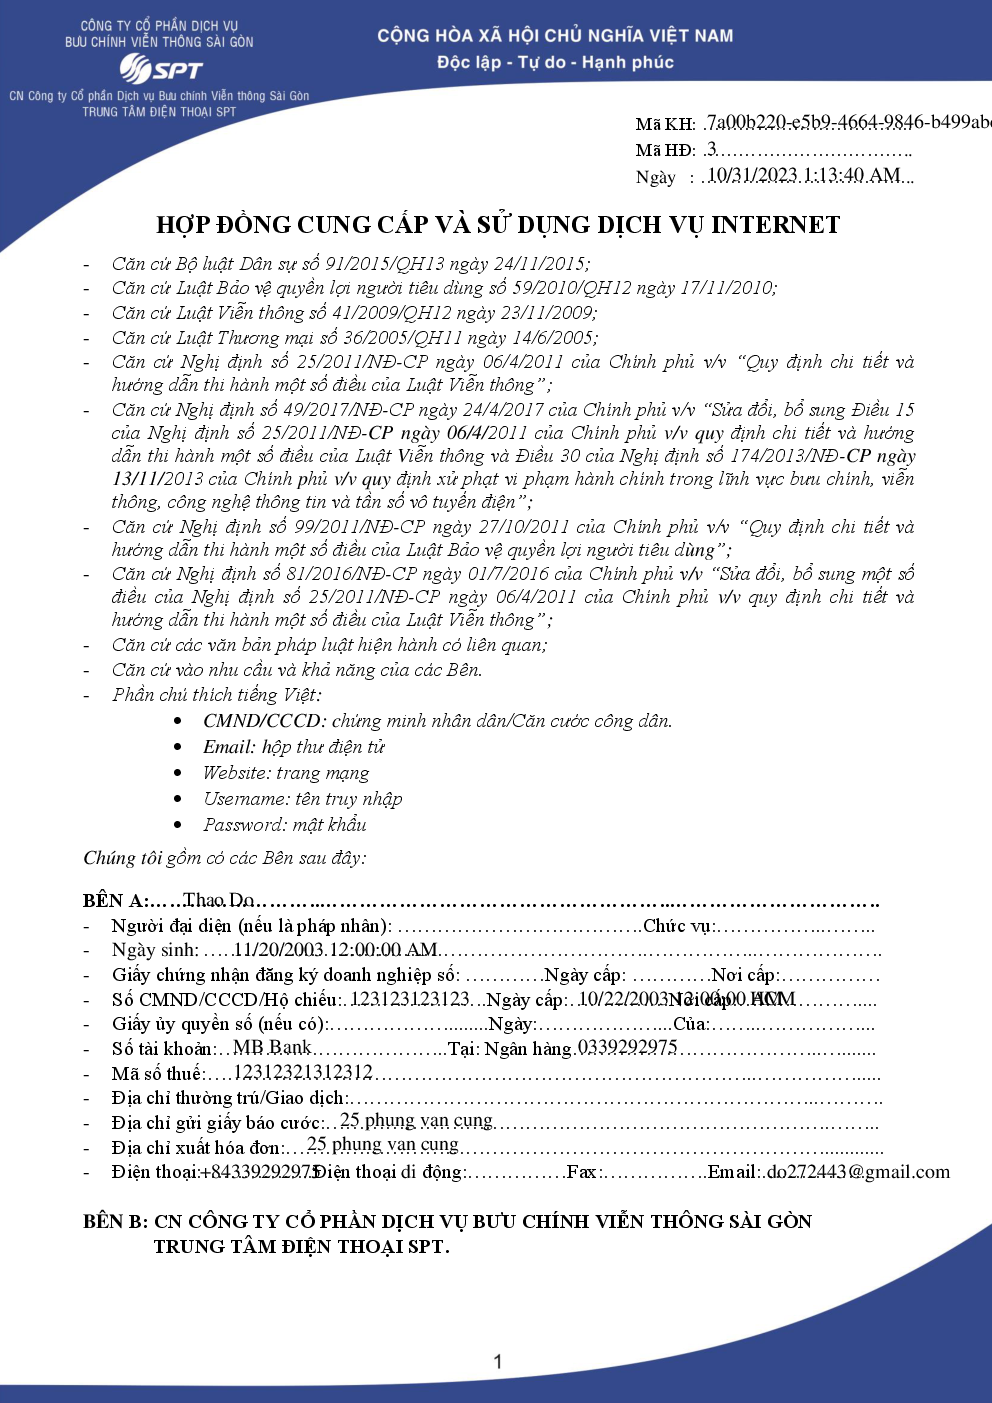 CÔNG TY CỔ PHẦN DỊCH VỤ
BƯU CHÍNH VIỄN THÔNG SÀI GÒN
SPT
CN Công ty Cổ phần Dịch vụ Bưu chính Viễn thông Sài Gòn
TRUNG TÂM ĐIỆN THOẠI SPT
CỘNG HÒA XÃ HỘI CHỦ NGHĨA VIỆT NAM
Độc lập - Tự do - Hạnh phúc
Mã KH: 7a00b220-e5b9-4664-9846-b499ab
Mã HĐ: 3
Ngày : 10/31/2023 1:13:40 AM
HỢP ĐỒNG CUNG CẤP VÀ SỬ DỤNG DỊCH VỤ INTERNET
- Căn cứ Bộ luật Dân sự số 91/2015/QH13 ngày 24/11/2015;
- Căn cứ Luật Bảo vệ quyền lợi người tiêu dùng số 59/2010/QH12 ngày 17/11/2010;
- Căn cứ Luật Viễn thông số 41/2009/QH12 ngày 23/11/2009;
- Căn cứ Luật Thương mại số 36/2005/QH11 ngày 14/6/2005;
- Căn cứ Nghị định số 25/2011/NĐ-CP ngày 06/4/2011 của Chính phủ v/v “Quy định chi tiết và
hướng dẫn thi hành một số điều của Luật Viễn thông”;
- Căn cứ Nghị định số 49/2017/NĐ-CP ngày 24/4/2017 của Chính phủ v/v “Sửa đổi, bổ sung Điều 15
của Nghị định số 25/2011/NĐ-CP ngày 06/4/2011 của Chính phủ v/v quy định chi tiết và hướng
dẫn thi hành một số điều của Luật Viễn thông và Điều 30 của Nghị định số 174/2013/NĐ-CP ngày
13/11/2013 của Chính phủ v/v quy định xử phạt vi phạm hành chính trong lĩnh vực bưu chính, viễn
thông, công nghệ thông tin và tần số vô tuyến điện”;
- Căn cứ Nghị định số 99/2011/NĐ-CP ngày 27/10/2011 của Chính phủ v/v “Quy định chi tiết và
hướng dẫn thi hành một số điều của Luật Bảo vệ quyền lợi người tiêu dùng”;
- Căn cứ Nghị định số 81/2016/NĐ-CP ngày 01/7/2016 của Chính phủ v/v “Sửa đổi, bổ sung một số
điều của Nghị định số 25/2011/NĐ-CP ngày 06/4/2011 của Chính phủ v/v quy định chi tiết và
hướng dẫn thi hành một số điều của Luật Viễn thông”;
- Căn cứ các văn bản pháp luật hiện hành có liên quan;
- Căn cứ vào nhu cầu và khả năng của các Bên.
- Phần chú thích tiếng Việt:
• CMND/CCCD: chứng minh nhân dân/Căn cước công dân.
• Email: hộp thư điện tử
• Website: trang mạng
• Username: tên truy nhập
• Password: mật khẩu
Chúng tôi gồm có các Bên sau đây:
BÊN A: Thao Do
- Người đại diện (nếu là pháp nhân): ……………………………….Chức vụ:……………..……..
- Ngày sinh: 11/20/2003 12:00:00 AM
- Giấy chứng nhận đăng ký doanh nghiệp số: …………Ngày cấp: …………Nơi cấp:……………
- Số CMND/CCCD/Hộ chiếu: 123123123123 Ngày cấp: 10/22/2003 12:00:00 AM Nơi cấp: HCM
- Giấy ủy quyền số (nếu có):……………….........Ngày:………………....Của:……..……………...
- Số tài khoản: MB Bank Tại: Ngân hàng 0339292975
- Mã số thuế: 12312321312312
- Địa chỉ thường trú/Giao dịch:……………………………………………………………..……….
- Địa chỉ gửi giấy báo cước: 25 phung van cung
- Địa chỉ xuất hóa đơn: 25 phung van cung
- Điện thoại: +84339292975 Điện thoại di động:……………Fax:……………..Email: do272443@gmail.com
BÊN B: CN CÔNG TY CỔ PHẦN DỊCH VỤ BƯU CHÍNH VIỄN THÔNG SÀI GÒN
TRUNG TÂM ĐIỆN THOẠI SPT.
1